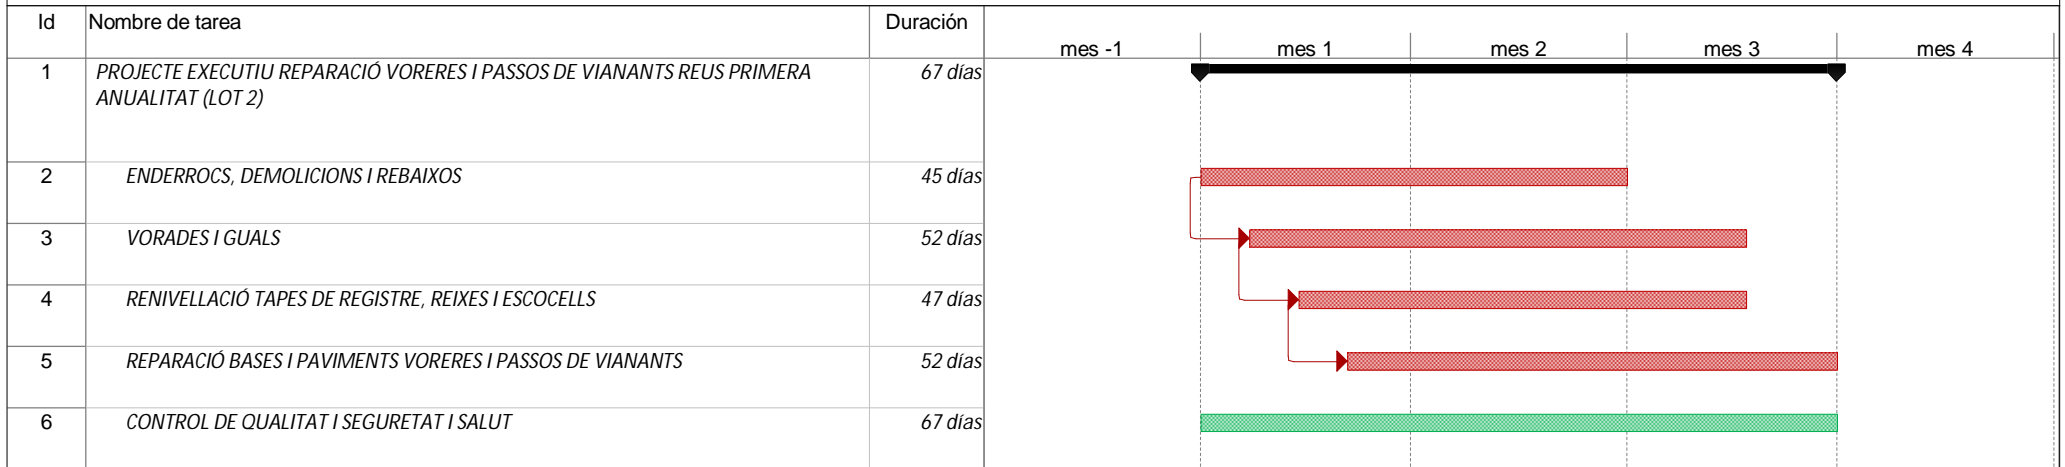 Id Nombre de tarea Duración
mes -1 mes 1 mes 2 mes 3 mes 4
1 PROJECTE EXECUTIU REPARACIÓ VORERES I PASSOS DE VIANANTS REUS PRIMERA 67 días
ANUALITAT (LOT 2)
2 ENDERROCS, DEMOLICIONS I REBAIXOS 45 días
3 VORADES I GUALS 52 días
4 RENIVELLACIÓ TAPES DE REGISTRE, REIXES I ESCOCELLS 47 días
5 REPARACIÓ BASES I PAVIMENTS VORERES I PASSOS DE VIANANTS 52 días
6 CONTROL DE QUALITAT I SEGURETAT I SALUT 67 días